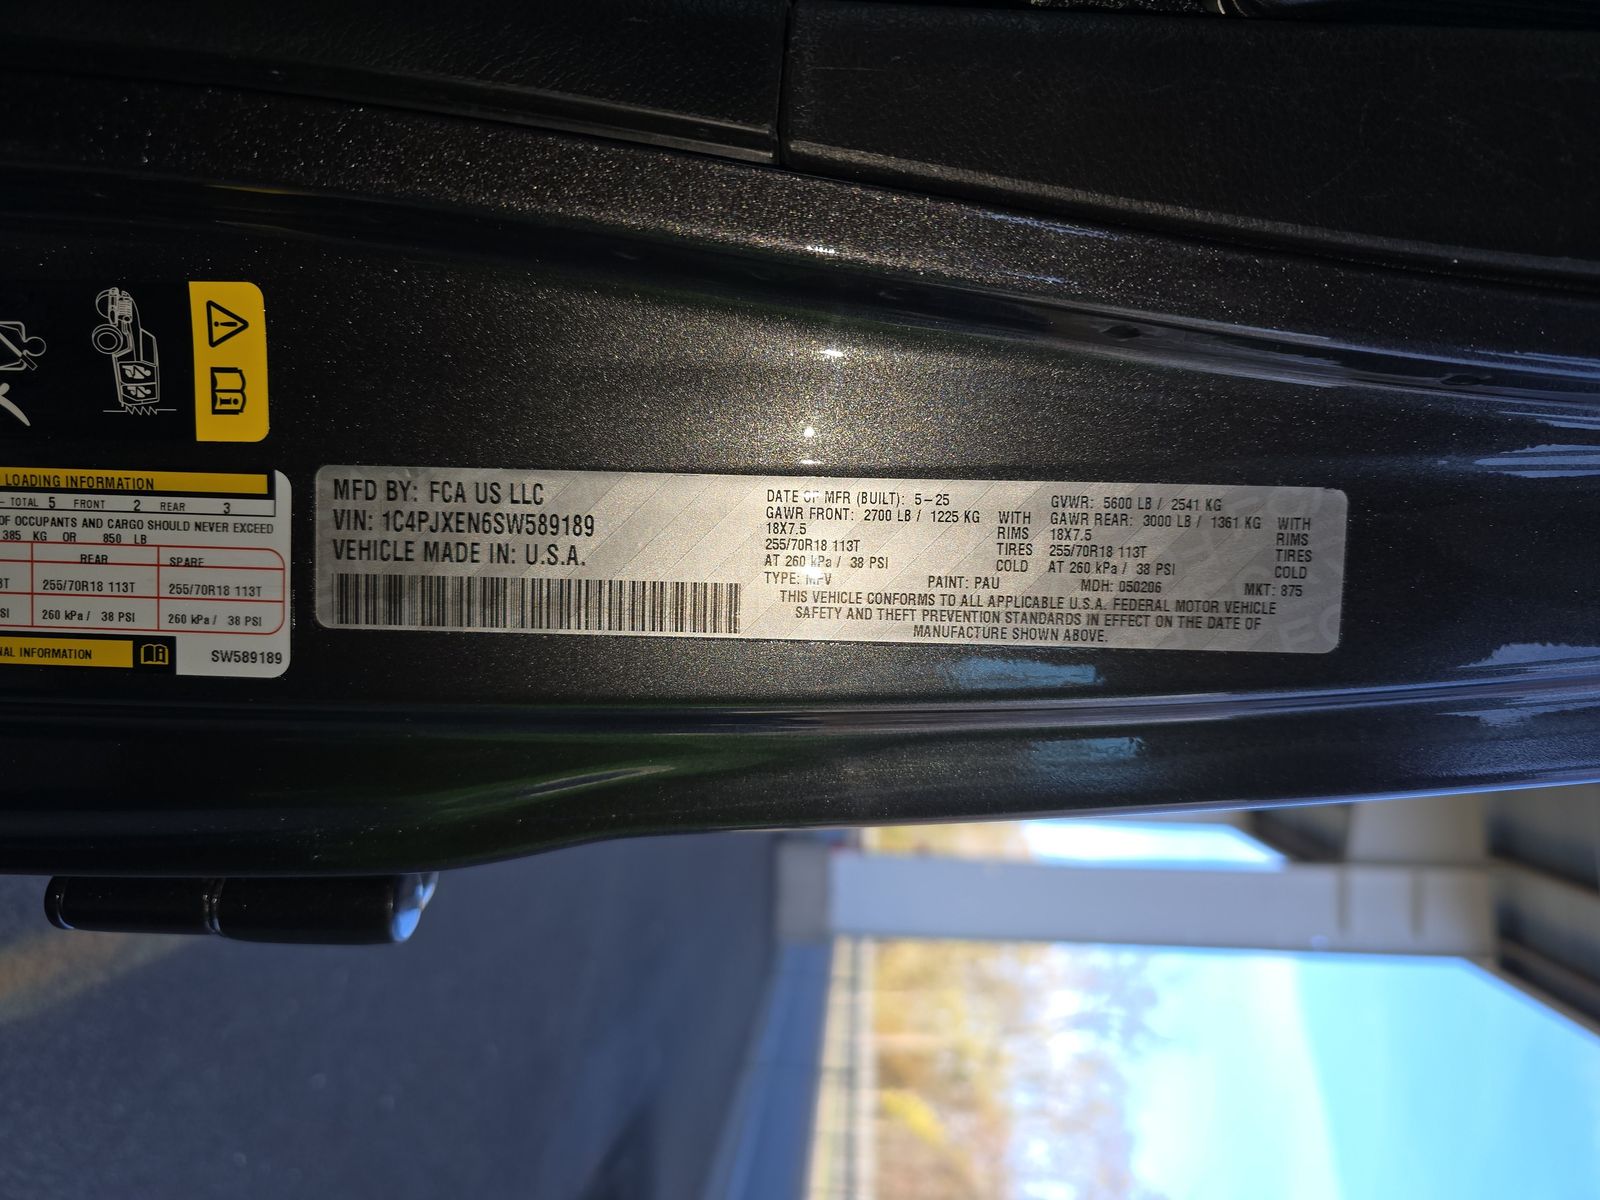 LOADING INFORMATION
TOTAL 5 FRONT 2 REAR 3
OF OCCUPANTS AND CARGO SHOULD NEVER EXCEED
385 KG OR 850 LB
REAR SPARE
255/70R18 113T 255/70R18 113T
260 kPa / 38 PSI 260 kPa / 38 PSI
INFORMATION
SW589189
MFD BY: FCA US LLC
VIN: 1C4PJXEN6SW589189
VEHICLE MADE IN: U.S.A.
DATE OF MFR (BUILT): 5-25 GVWR: 5600 LB / 2541 KG
GAWR FRONT: 2700 LB / 1225 KG WITH GAWR REAR: 3000 LB / 1361 KG WITH
18X7.5 RIMS 18X7.5 RIMS
255/70R18 113T TIRES 255/70R18 113T TIRES
AT 260 kPa / 38 PSI COLD AT 260 kPa / 38 PSI COLD
TYPE: MPV PAINT: PAU MDH: 050206 MKT: 875
THIS VEHICLE CONFORMS TO ALL APPLICABLE U.S.A. FEDERAL MOTOR VEHICLE
SAFETY AND THEFT PREVENTION STANDARDS IN EFFECT ON THE DATE OF
MANUFACTURE SHOWN ABOVE.